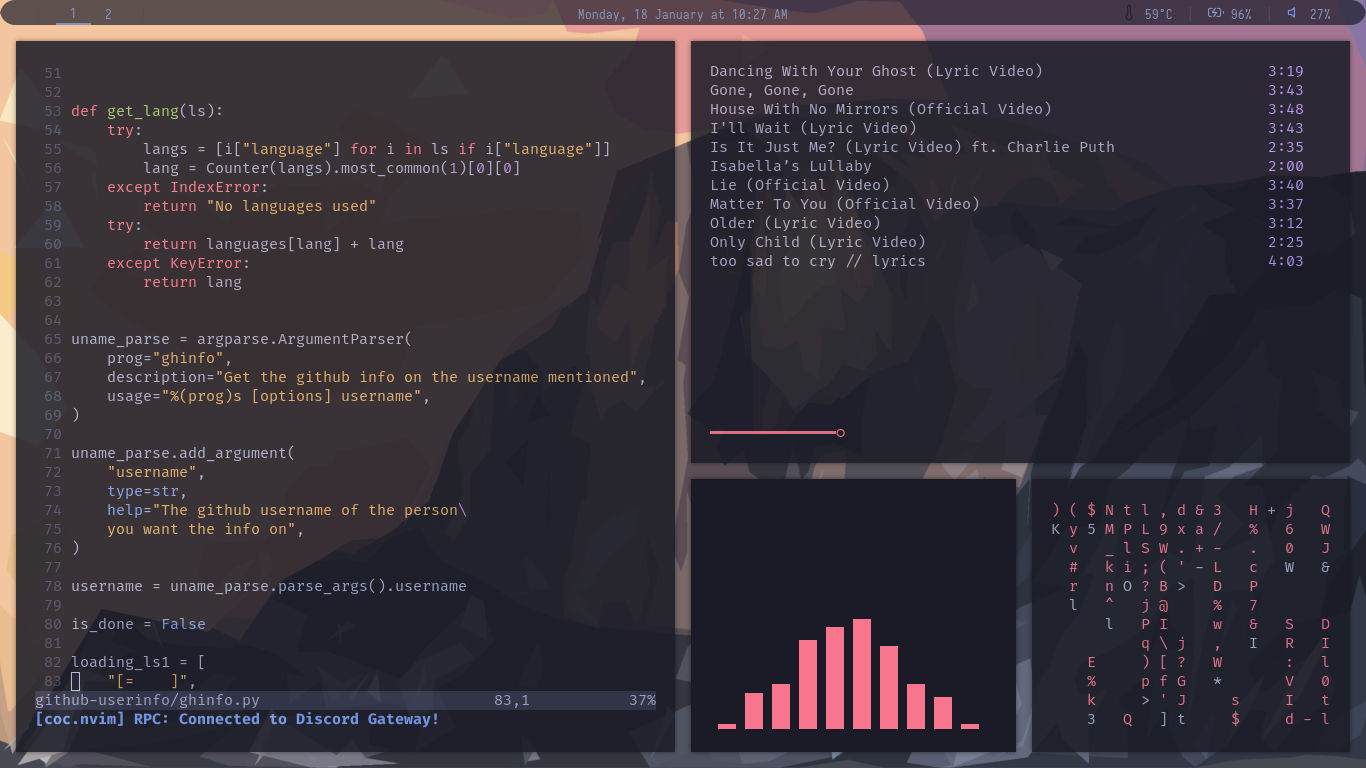 1 2 Monday, 18 January at 10:27 AM 59°C 96% 27%
51
52
53 def get_lang(ls):
54     try:
55         langs = [i["language"] for i in ls if i["language"]]
56         lang = Counter(langs).most_common(1)[0][0]
57     except IndexError:
58         return "No languages used"
59     try:
60         return languages[lang] + lang
61     except KeyError:
62         return lang
63
64
65 uname_parse = argparse.ArgumentParser(
66     prog="ghinfo",
67     description="Get the github info on the username mentioned",
68     usage="%(prog)s [options] username",
69 )
70
71 uname_parse.add_argument(
72     "username",
73     type=str,
74     help="The github username of the person\
75     you want the info on",
76 )
77
78 username = uname_parse.parse_args().username
79
80 is_done = False
81
82 loading_ls1 = [
83     "[=    ]",
github-userinfo/ghinfo.py 83,1 37%
[coc.nvim] RPC: Connected to Discord Gateway!
Dancing With Your Ghost (Lyric Video) 3:19
Gone, Gone, Gone 3:43
House With No Mirrors (Official Video) 3:48
I'll Wait (Lyric Video) 3:43
Is It Just Me? (Lyric Video) ft. Charlie Puth 2:35
Isabella's Lullaby 2:00
Lie (Official Video) 3:40
Matter To You (Official Video) 3:37
Older (Lyric Video) 3:12
Only Child (Lyric Video) 2:25
too sad to cry // lyrics 4:03
) ( $ N t l , d & 3   H + j   Q
K y 5 M P L 9 x a /   %   6   W
  v   _ l S W . + -   .   0   J
  #   k i ; ( ' - L   c   W   &
  r   n O ? B >   D   P
  l   ^   j @     %   7
      l   P I     w   &   S   D
          q \ j   ,   I   R   I
    E     ) [ ?   W       :   l
    %     p f G   *       V   0
    k     > ' J     s     I   t
    3   Q   ] t     $     d - l